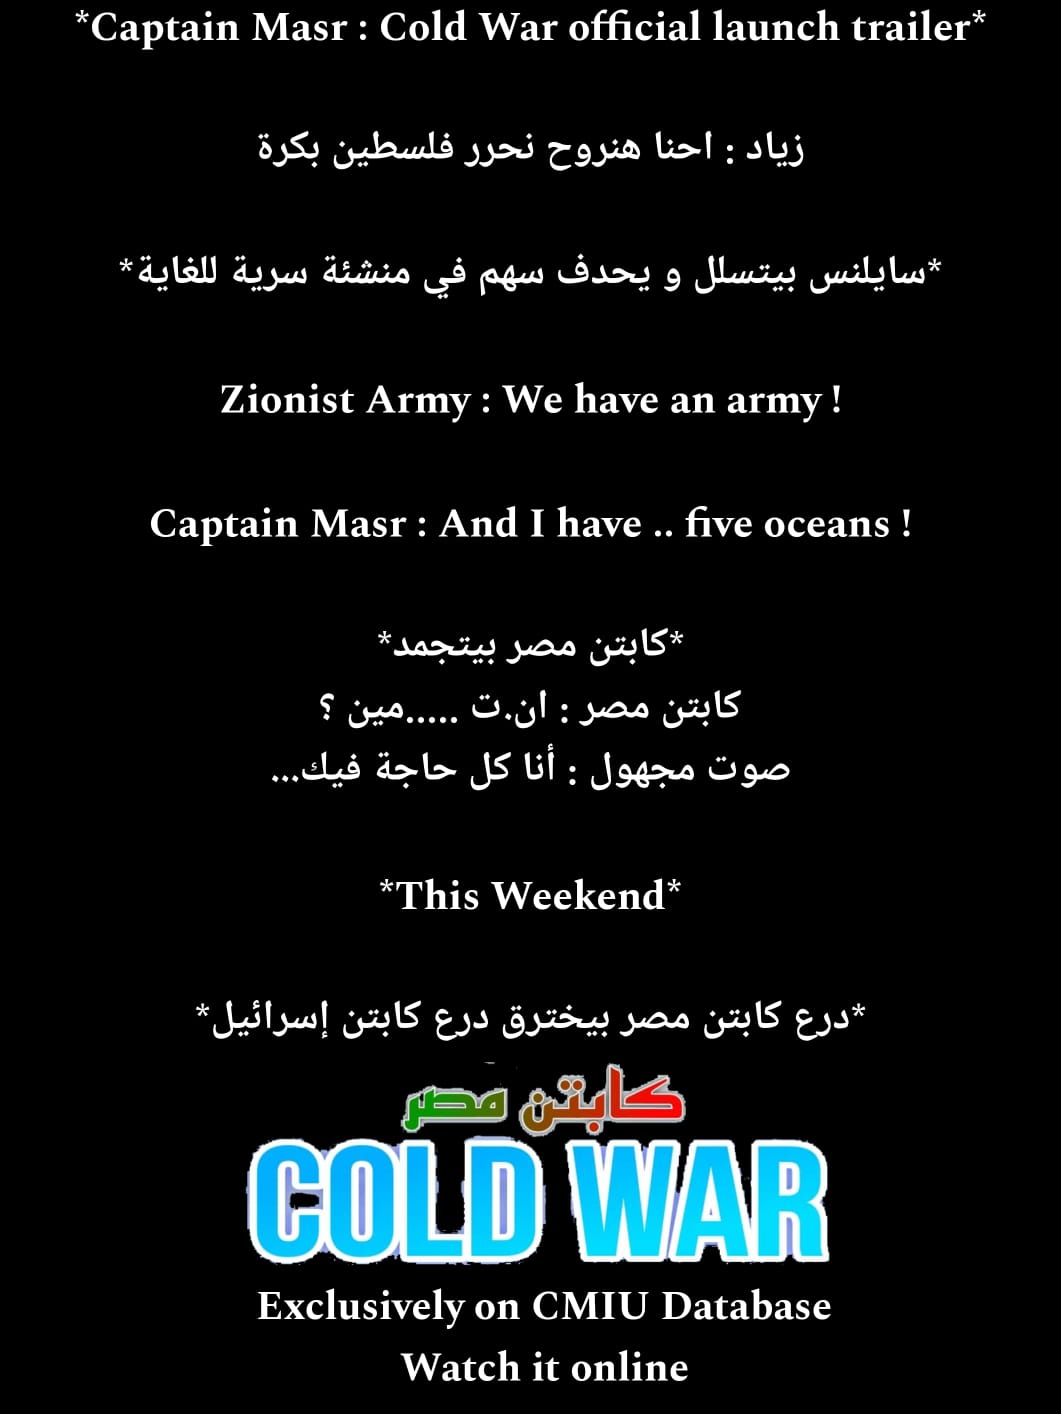 *Captain Masr : Cold War official launch trailer*
زياد : احنا هنروح نحرر فلسطين بكرة
*سايلنس بيتسلل و يحدف سهم في منشئة سرية للغاية*
Zionist Army : We have an army !
Captain Masr : And I have .. five oceans !
*كابتن مصر بيتجمد*
كابتن مصر : ان.ت .....مين ؟
صوت مجهول : أنا كل حاجة فيك...
*This Weekend*
*درع كابتن مصر بيخترق درع كابتن إسرائيل*
كابتن مصر
COLD WAR
Exclusively on CMIU Database
Watch it online